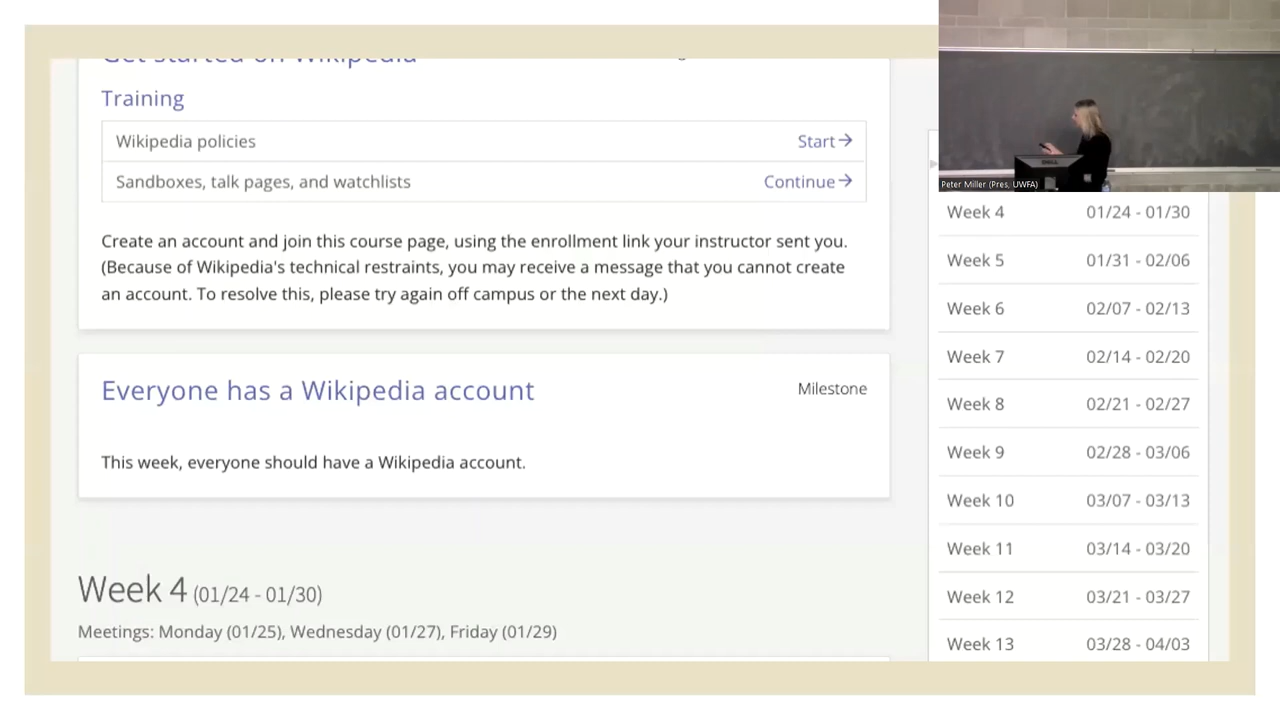 Get started on Wikipedia
Training
Wikipedia policies Start→
Sandboxes, talk pages, and watchlists Continue→
Create an account and join this course page, using the enrollment link your instructor sent you.
(Because of Wikipedia's technical restraints, you may receive a message that you cannot create
an account. To resolve this, please try again off campus or the next day.)
Everyone has a Wikipedia account
Milestone
This week, everyone should have a Wikipedia account.
Week 4 (01/24 - 01/30)
Meetings: Monday (01/25), Wednesday (01/27), Friday (01/29)
DELL
Peter Miller (Pres, UWFA)
Week 4 01/24 - 01/30
Week 5 01/31 - 02/06
Week 6 02/07 - 02/13
Week 7 02/14 - 02/20
Week 8 02/21 - 02/27
Week 9 02/28 - 03/06
Week 10 03/07 - 03/13
Week 11 03/14 - 03/20
Week 12 03/21 - 03/27
Week 13 03/28 - 04/03